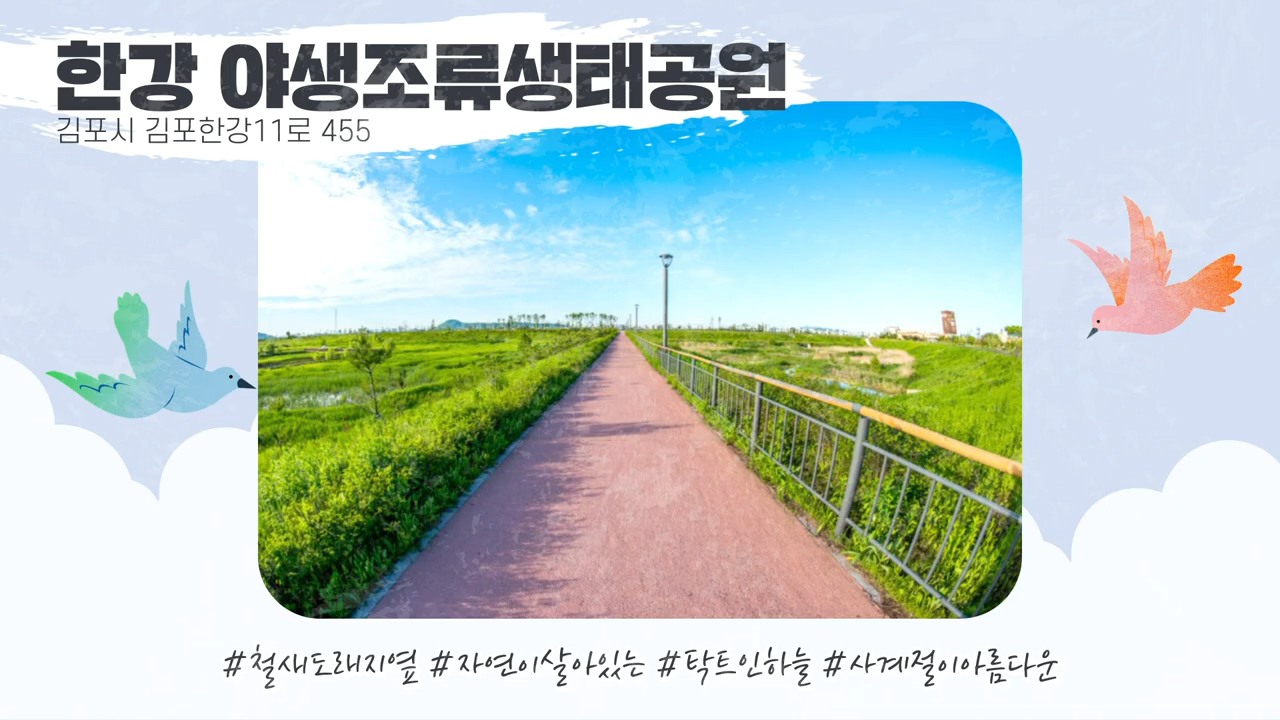 한강 야생조류생태공원
김포시 김포한강11로 455
#철새도래지옆 #자연이살아있는 #탁트인하늘 #사계절이아름다운